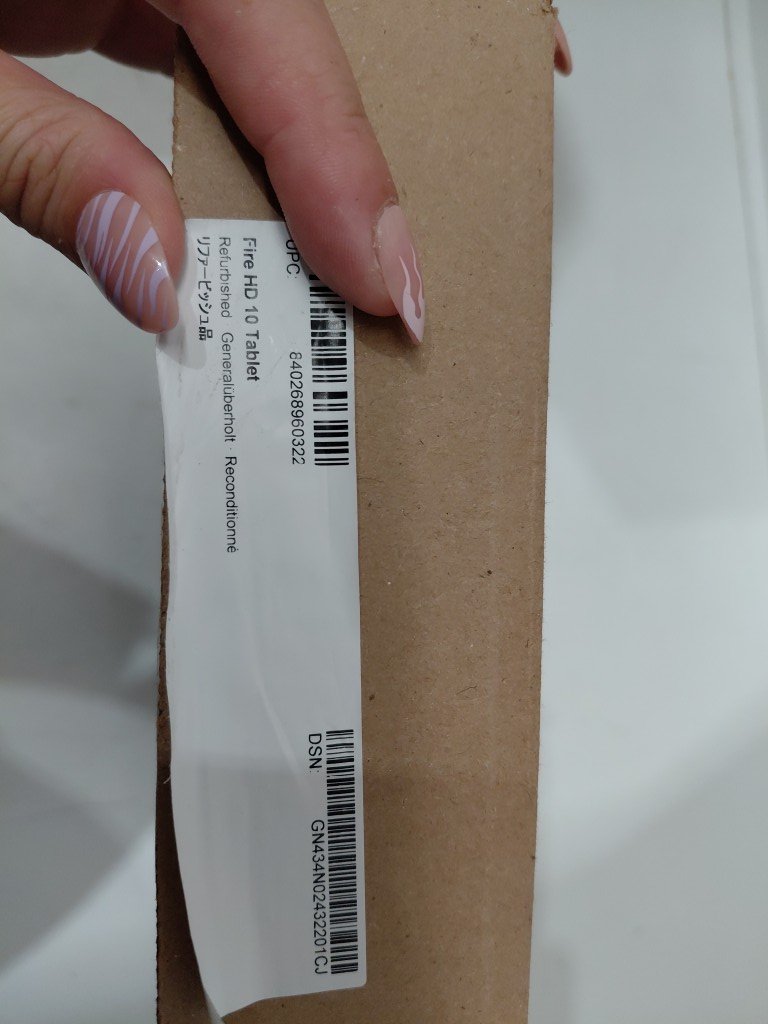 UPC:
840268960322
Fire HD 10 Tablet
Refurbished · Generalüberholt · Reconditionné
リファービッシュ品
DSN:
GN434N02432201CJ